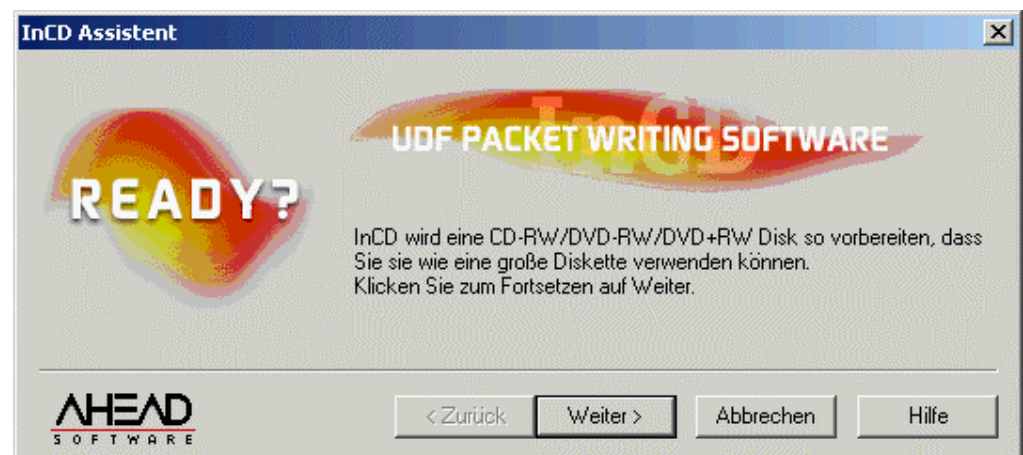 InCD Assistent
READY?
InCD
UDF PACKET WRITING SOFTWARE
InCD wird eine CD-RW/DVD-RW/DVD+RW Disk so vorbereiten, dass
Sie sie wie eine große Diskette verwenden können.
Klicken Sie zum Fortsetzen auf Weiter.
AHEAD
SOFTWARE
< Zurück
Weiter >
Abbrechen
Hilfe